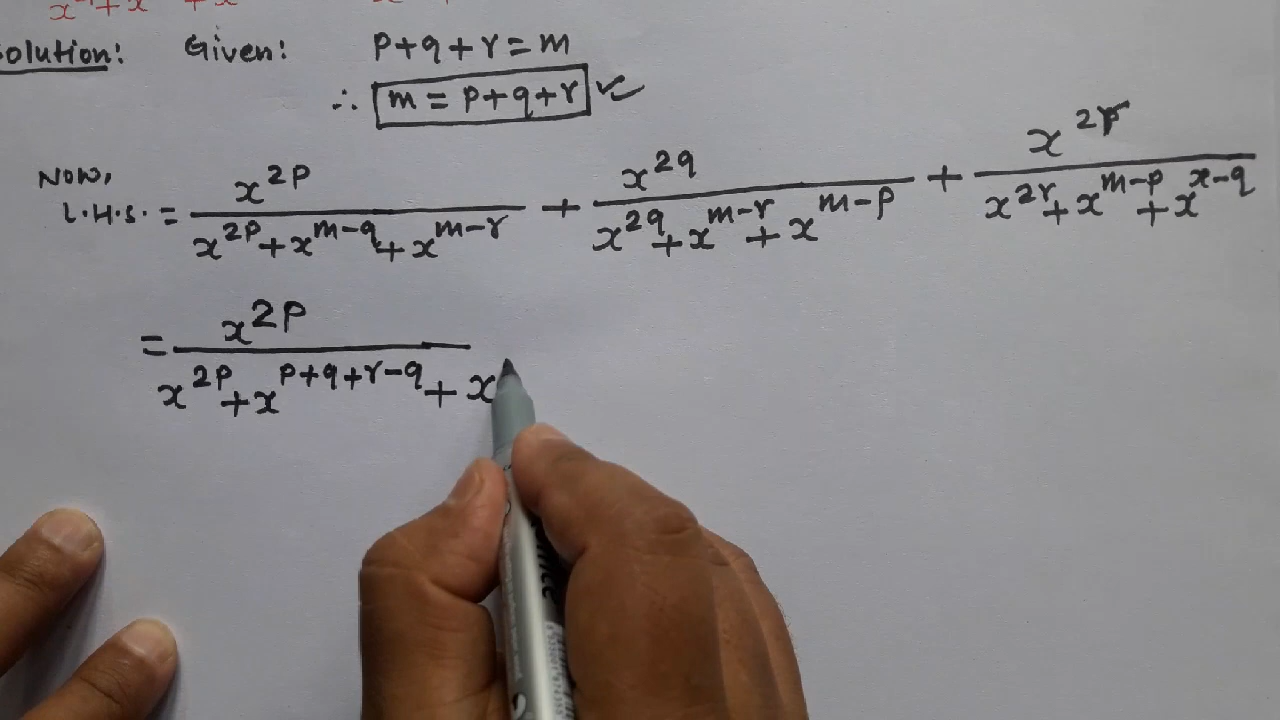 Solution: Given: p+q+r=m
∴ m = p+q+r ✓
Now,
L.H.S. = x^{2p}/(x^{2p}+x^{m-q}+x^{m-r}) + x^{2q}/(x^{2q}+x^{m-r}+x^{m-p}) + x^{2r}/(x^{2r}+x^{m-p}+x^{x-q})
= x^{2p}/(x^{2p}+x^{p+q+r-q}+x